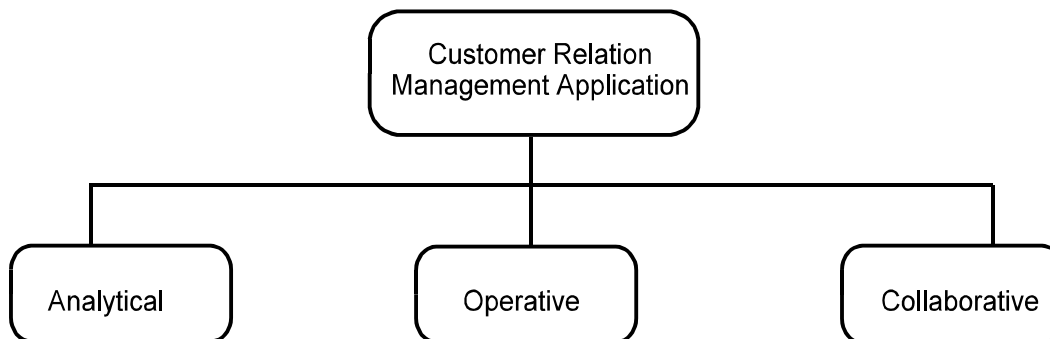 Customer Relation
Management Application
Analytical
Operative
Collaborative